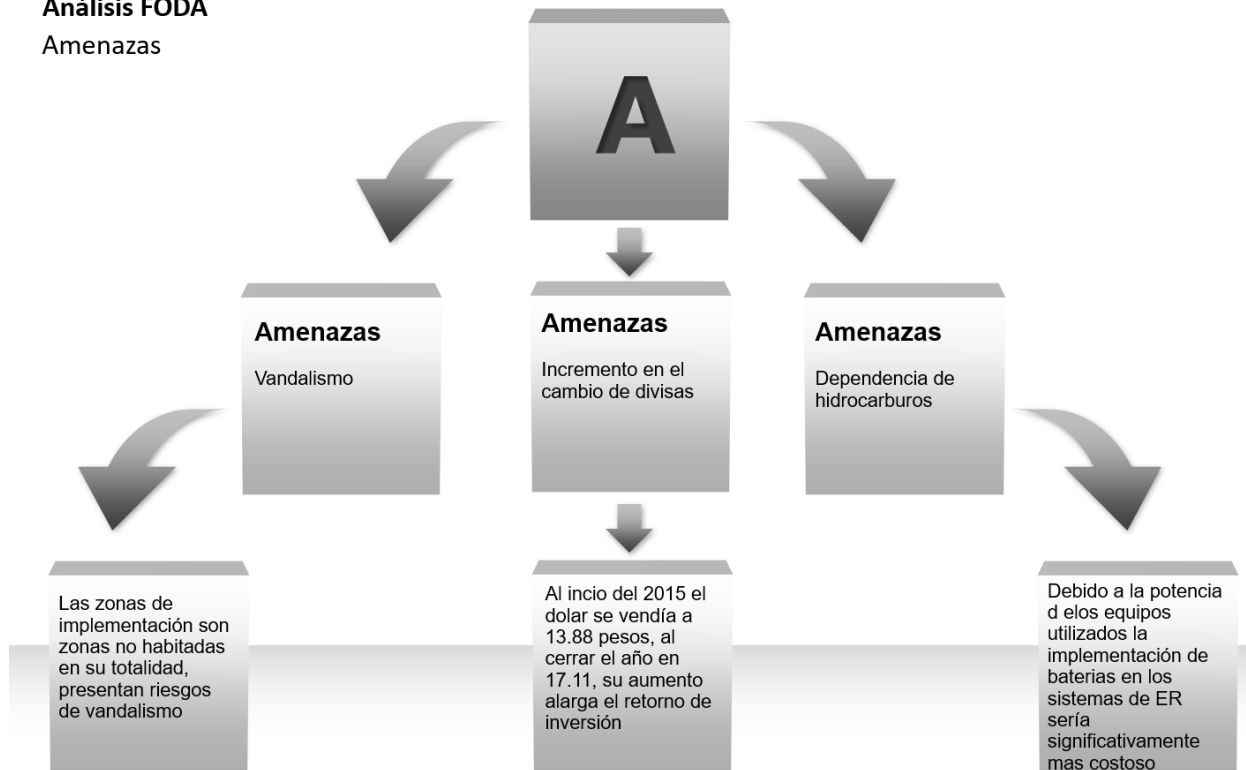 Análisis FODA
Amenazas
A
Amenazas
Vandalismo
Amenazas
Incremento en el
cambio de divisas
Amenazas
Dependencia de
hidrocarburos
Las zonas de
implementación son
zonas no habitadas
en su totalidad,
presentan riesgos
de vandalismo
Al incio del 2015 el
dolar se vendía a
13.88 pesos, al
cerrar el año en
17.11, su aumento
alarga el retorno de
inversión
Debido a la potencia
d elos equipos
utilizados la
implementación de
baterias en los
sistemas de ER
sería
significativamente
mas costoso